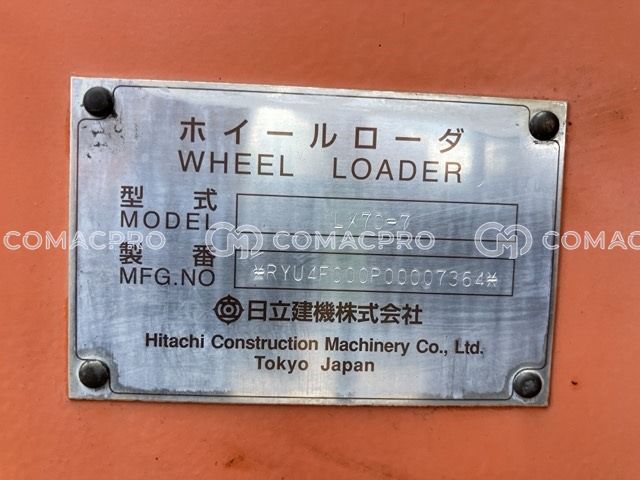 ホイールローダ
WHEEL LOADER
型式
MODEL LX70-7
製番
MFG.NO *RYU4F000P00007364*
日立建機株式会社
Hitachi Construction Machinery Co., Ltd.
Tokyo Japan
COMACPRO COMACPRO COMACPRO